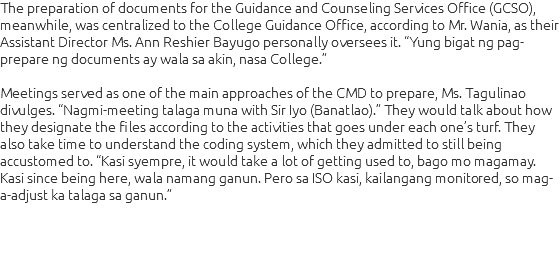 The preparation of documents for the Guidance and Counseling Services Office (GCSO),
meanwhile, was centralized to the College Guidance Office, according to Mr. Wania, as their
Assistant Director Ms. Ann Reshier Bayugo personally oversees it. “Yung bigat ng pag-
prepare ng documents ay wala sa akin, nasa College.”

Meetings served as one of the main approaches of the CMD to prepare, Ms. Tagulinao
divulges. “Nagmi-meeting talaga muna with Sir Iyo (Banatlao).” They would talk about how
they designate the files according to the activities that goes under each one’s turf. They
also take time to understand the coding system, which they admitted to still being
accustomed to. “Kasi syempre, it would take a lot of getting used to, bago mo magamay.
Kasi since being here, wala namang ganun. Pero sa ISO kasi, kailangang monitored, so mag-
a-adjust ka talaga sa ganun.”